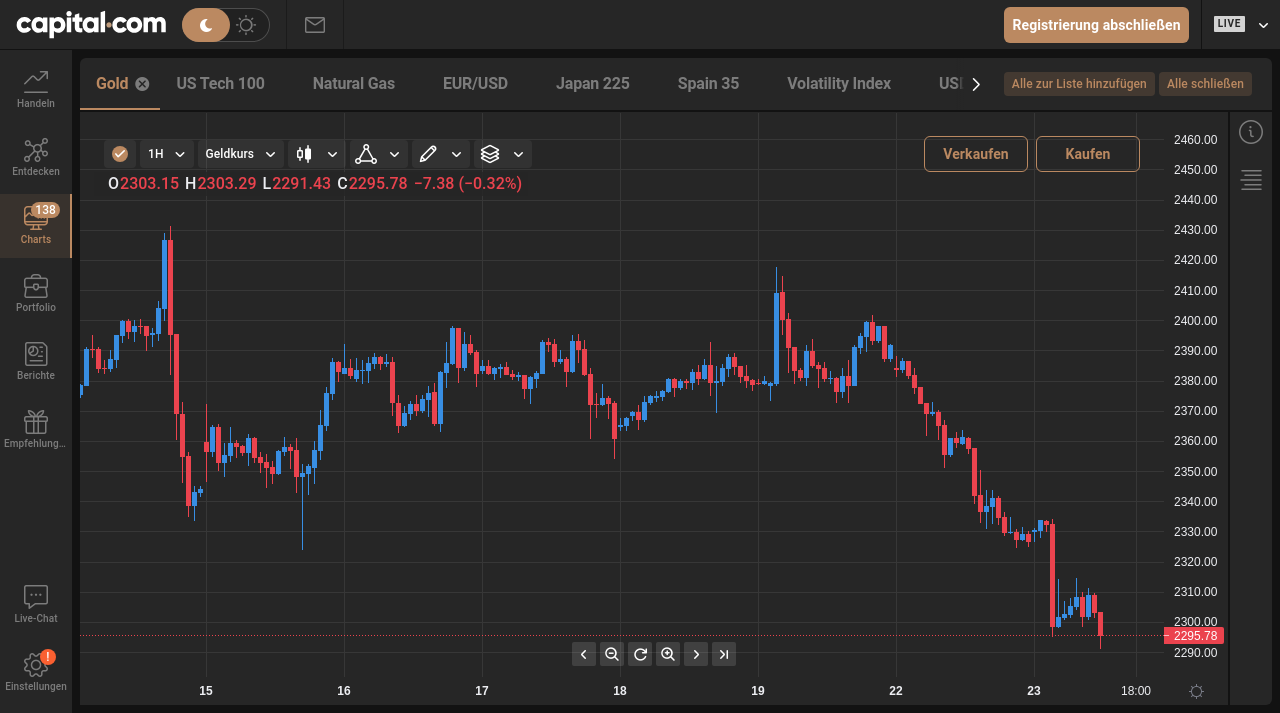 capital.com
Registrierung abschließen
LIVE
Handeln
Entdecken
138
Charts
Portfolio
Berichte
Empfehlung...
Live-Chat
!
Einstellungen
Gold
US Tech 100
Natural Gas
EUR/USD
Japan 225
Spain 35
Volatility Index
Alle zur Liste hinzufügen
Alle schließen
1H
Geldkurs
Verkaufen
Kaufen
O2303.15 H2303.29 L2291.43 C2295.78 −7.38 (−0.32%)
2460.00
2450.00
2440.00
2430.00
2420.00
2410.00
2400.00
2390.00
2380.00
2370.00
2360.00
2350.00
2340.00
2330.00
2320.00
2310.00
2300.00
2295.78
2290.00
15 16 17 18 19 22 23 18:00